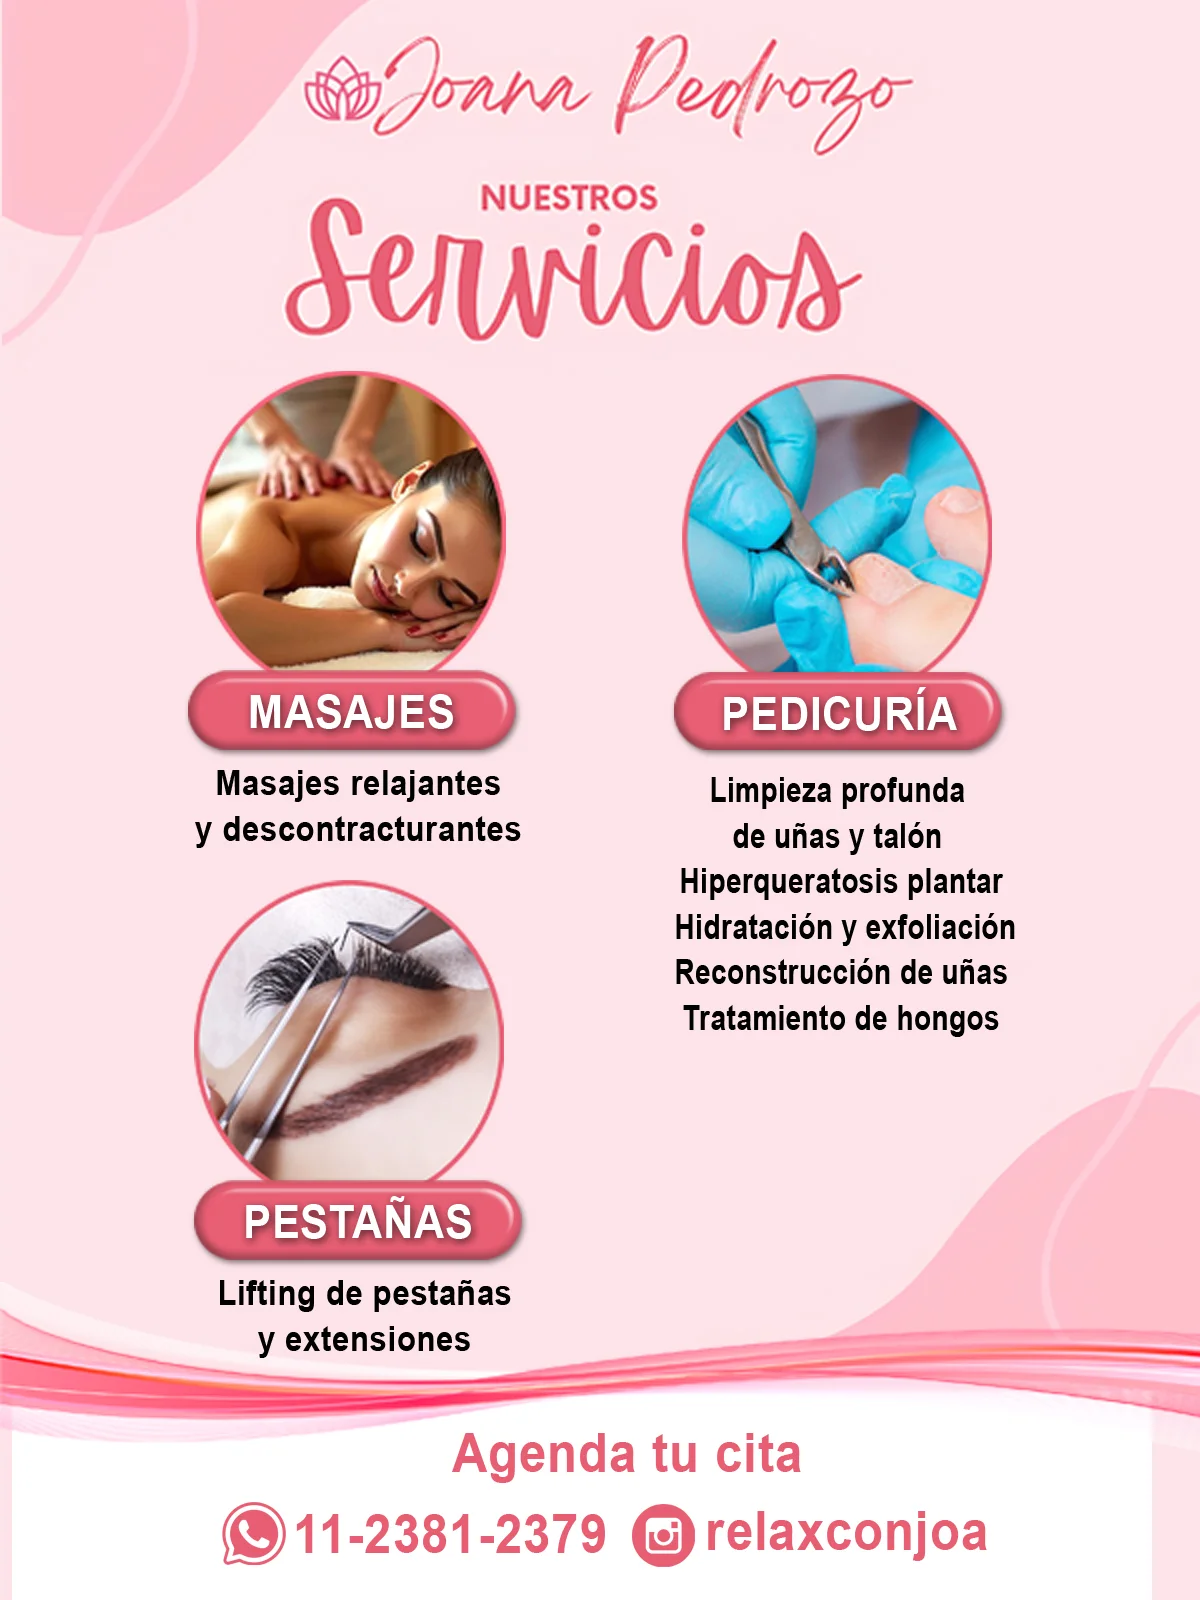 Joana Pedrozo
NUESTROS
Servicios
MASAJES
Masajes relajantes
y descontracturantes
PEDICURÍA
Limpieza profunda
de uñas y talón
Hiperqueratosis plantar
Hidratación y exfoliación
Reconstrucción de uñas
Tratamiento de hongos
PESTAÑAS
Lifting de pestañas
y extensiones
Agenda tu cita
11-2381-2379 relaxconjoa